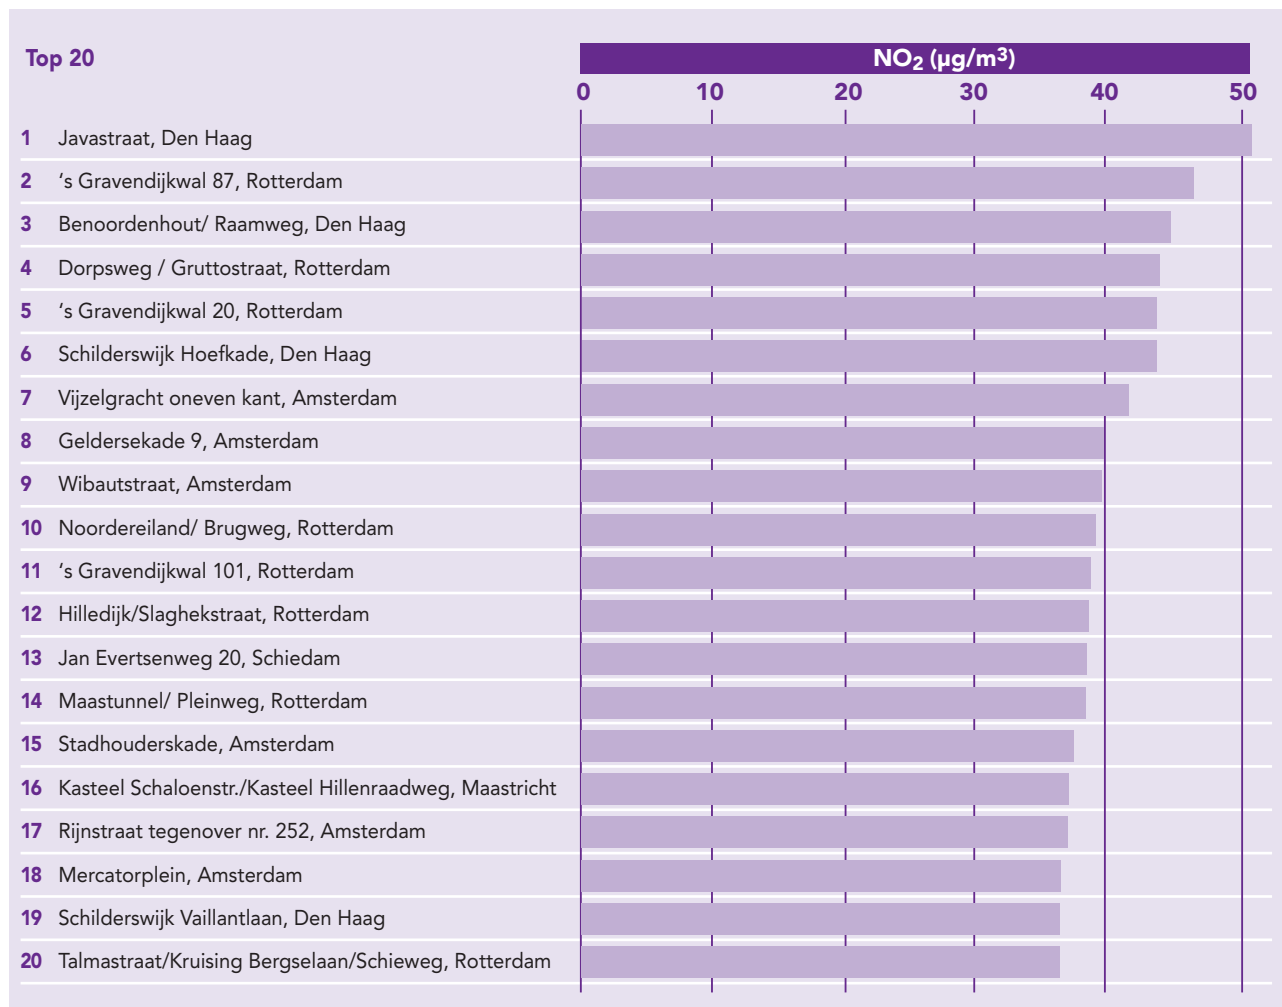 Top 20
NO₂ (µg/m³)
0 10 20 30 40 50
1 Javastraat, Den Haag
2 ‘s Gravendijkwal 87, Rotterdam
3 Benoordenhout/ Raamweg, Den Haag
4 Dorpsweg / Gruttostraat, Rotterdam
5 ‘s Gravendijkwal 20, Rotterdam
6 Schilderswijk Hoefkade, Den Haag
7 Vijzelgracht oneven kant, Amsterdam
8 Geldersekade 9, Amsterdam
9 Wibautstraat, Amsterdam
10 Noordereiland/ Brugweg, Rotterdam
11 ‘s Gravendijkwal 101, Rotterdam
12 Hilledijk/Slaghekstraat, Rotterdam
13 Jan Evertsenweg 20, Schiedam
14 Maastunnel/ Pleinweg, Rotterdam
15 Stadhouderskade, Amsterdam
16 Kasteel Schaloenstr./Kasteel Hillenraadweg, Maastricht
17 Rijnstraat tegenover nr. 252, Amsterdam
18 Mercatorplein, Amsterdam
19 Schilderswijk Vaillantlaan, Den Haag
20 Talmastraat/Kruising Bergselaan/Schieweg, Rotterdam